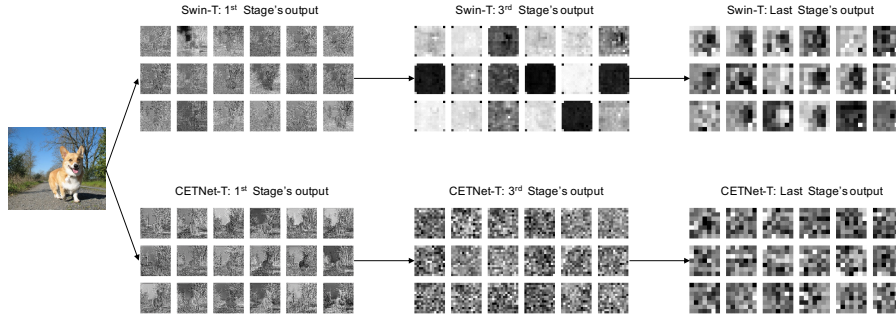 Swin-T: 1st Stage's output
Swin-T: 3rd Stage's output
Swin-T: Last Stage's output
CETNet-T: 1st Stage's output
CETNet-T: 3rd Stage's output
CETNet-T: Last Stage's output